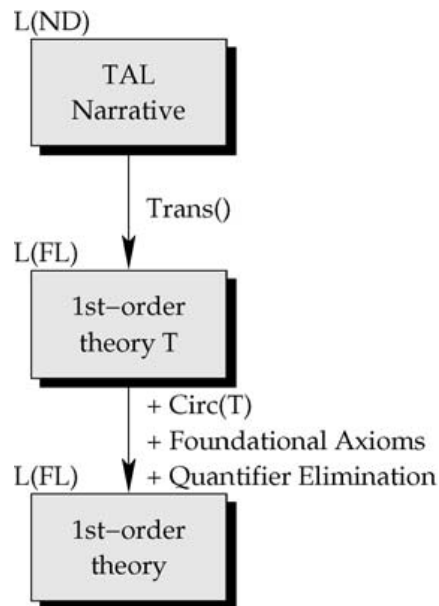 L(ND)
TAL
Narrative
Trans()
L(FL)
1st−order
theory T
+ Circ(T)
+ Foundational Axioms
L(FL)
+ Quantifier Elimination
1st−order
theory